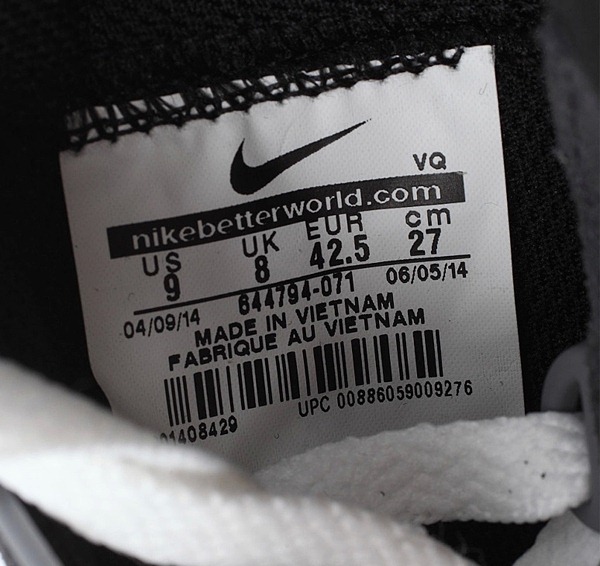 VQ
nikebetterworld.com
US UK EUR cm
9 8 42.5 27
04/09/14 644794-071 06/05/14
MADE IN VIETNAM
FABRIQUE AU VIETNAM
UPC 00886059009276
01408429